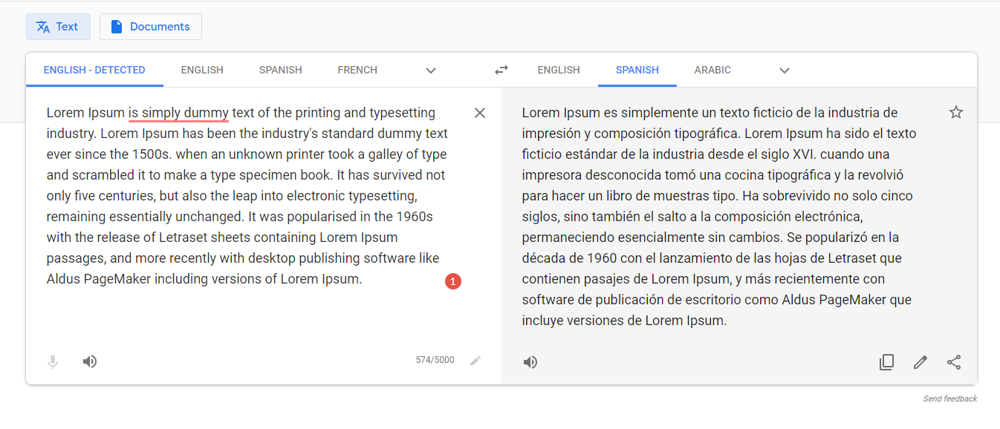 Text
Documents
ENGLISH - DETECTED
ENGLISH
SPANISH
FRENCH
ENGLISH
SPANISH
ARABIC
Lorem Ipsum is simply dummy text of the printing and typesetting
industry. Lorem Ipsum has been the industry's standard dummy text
ever since the 1500s. when an unknown printer took a galley of type
and scrambled it to make a type specimen book. It has survived not
only five centuries, but also the leap into electronic typesetting,
remaining essentially unchanged. It was popularised in the 1960s
with the release of Letraset sheets containing Lorem Ipsum
passages, and more recently with desktop publishing software like
Aldus PageMaker including versions of Lorem Ipsum.
1
574/5000
Lorem Ipsum es simplemente un texto ficticio de la industria de
impresión y composición tipográfica. Lorem Ipsum ha sido el texto
ficticio estándar de la industria desde el siglo XVI. cuando una
impresora desconocida tomó una cocina tipográfica y la revolvió
para hacer un libro de muestras tipo. Ha sobrevivido no solo cinco
siglos, sino también el salto a la composición electrónica,
permaneciendo esencialmente sin cambios. Se popularizó en la
década de 1960 con el lanzamiento de las hojas de Letraset que
contienen pasajes de Lorem Ipsum, y más recientemente con
software de publicación de escritorio como Aldus PageMaker que
incluye versiones de Lorem Ipsum.
Send feedback